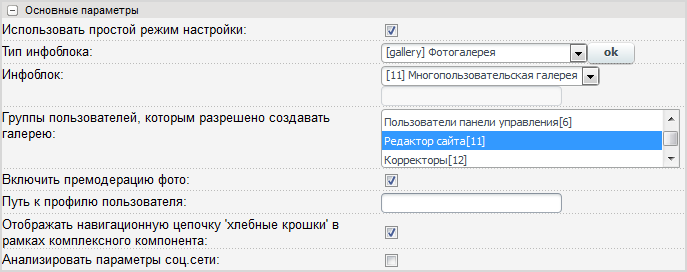 Основные параметры
Использовать простой режим настройки:
Тип инфоблока: [gallery] Фотогалерея ok
Инфоблок: [11] Многопользовательская галерея
Группы пользователей, которым разрешено создавать
галерею:
Пользователи панели управления[6]
Редактор сайта[11]
Корректоры[12]
Включить премодерацию фото:
Путь к профилю пользователя:
Отображать навигационную цепочку 'хлебные крошки' в
рамках комплексного компонента:
Анализировать параметры соц.сети: